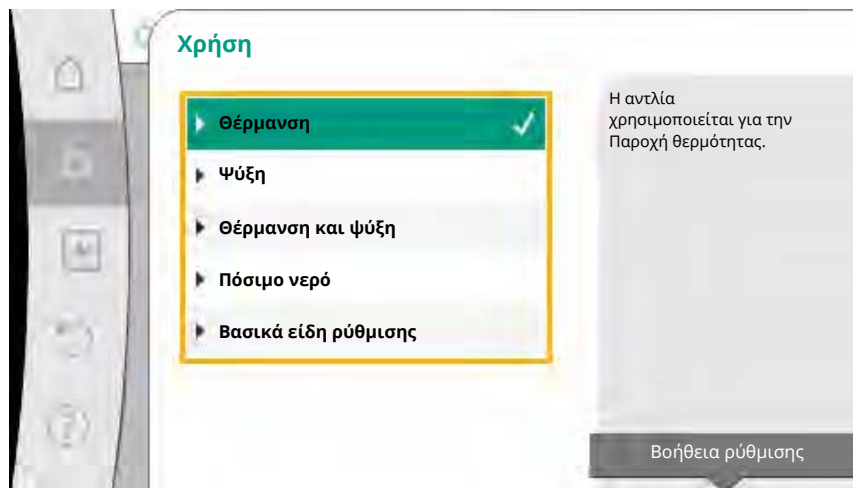 Χρήση
Θέρμανση
Ψύξη
Θέρμανση και ψύξη
Πόσιμο νερό
Βασικά είδη ρύθμισης
Η αντλία
χρησιμοποιείται για την
Παροχή θερμότητας.
Βοήθεια ρύθμισης